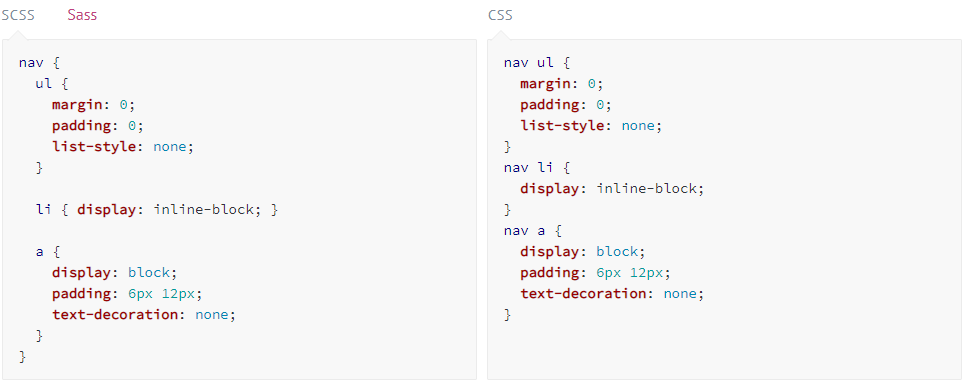 SCSS Sass
nav {
  ul {
    margin: 0;
    padding: 0;
    list-style: none;
  }

  li { display: inline-block; }

  a {
    display: block;
    padding: 6px 12px;
    text-decoration: none;
  }
}
CSS
nav ul {
  margin: 0;
  padding: 0;
  list-style: none;
}
nav li {
  display: inline-block;
}
nav a {
  display: block;
  padding: 6px 12px;
  text-decoration: none;
}